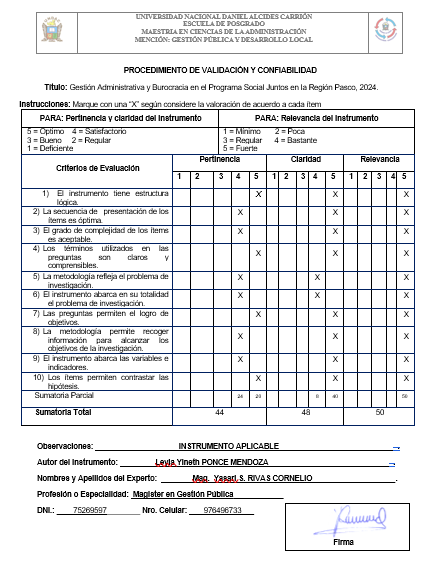 UNIVERSIDAD NACIONAL DANIEL ALCIDES CARRIÓN
ESCUELA DE POSGRADO
MAESTRIA EN CIENCIAS DE LA ADMINISTRACIÓN
MENCIÓN: GESTIÓN PÚBLICA Y DESARROLLO LOCAL
PROCEDIMIENTO DE VALIDACIÓN Y CONFIABILIDAD
Título: Gestión Administrativa y Burocracia en el Programa Social Juntos en la Región Pasco, 2024.
Instrucciones: Marque con una "X" según considere la valoración de acuerdo a cada ítem
PARA: Pertinencia y claridad del instrumento PARA: Relevancia del instrumento
5 = Optimo 4 = Satisfactorio 1 = Mínimo 2 = Poca
3 = Bueno 2 = Regular 3 = Regular 4 = Bastante
1 = Deficiente 5 = Fuerte
Criterios de Evaluación Pertinencia Claridad Relevancia
1 2 3 4 5 1 2 3 4 5 1 2 3 4 5
1) El instrumento tiene estructura X X X
lógica.
2) La secuencia de presentación de los X X X
ítems es óptima.
3) El grado de complejidad de los ítems X X X
es aceptable.
4) Los términos utilizados en las
preguntas son claros y X X X
comprensibles.
5) La metodología refleja el problema de X X X
investigación.
6) El instrumento abarca en su totalidad X X X
el problema de investigación.
7) Las preguntas permiten el logro de X X X
objetivos.
8) La metodología permite recoger
información para alcanzar los X X X
objetivos de la investigación.
9) El instrumento abarca las variables e X X X
indicadores.
10) Los ítems permiten contrastar las X X X
hipótesis.
Sumatoria Parcial 24 20 8 40 50
Sumatoria Total 44 48 50
Observaciones: INSTRUMENTO APLICABLE
Autor del Instrumento: Leyla Yineth PONCE MENDOZA
Nombres y Apellidos del Experto: Mag. Yasari S. RIVAS CORNELIO .
Profesión o Especialidad: Magister en Gestión Pública
DNI.: 75269597 Nro. Celular: 976496733
Firma